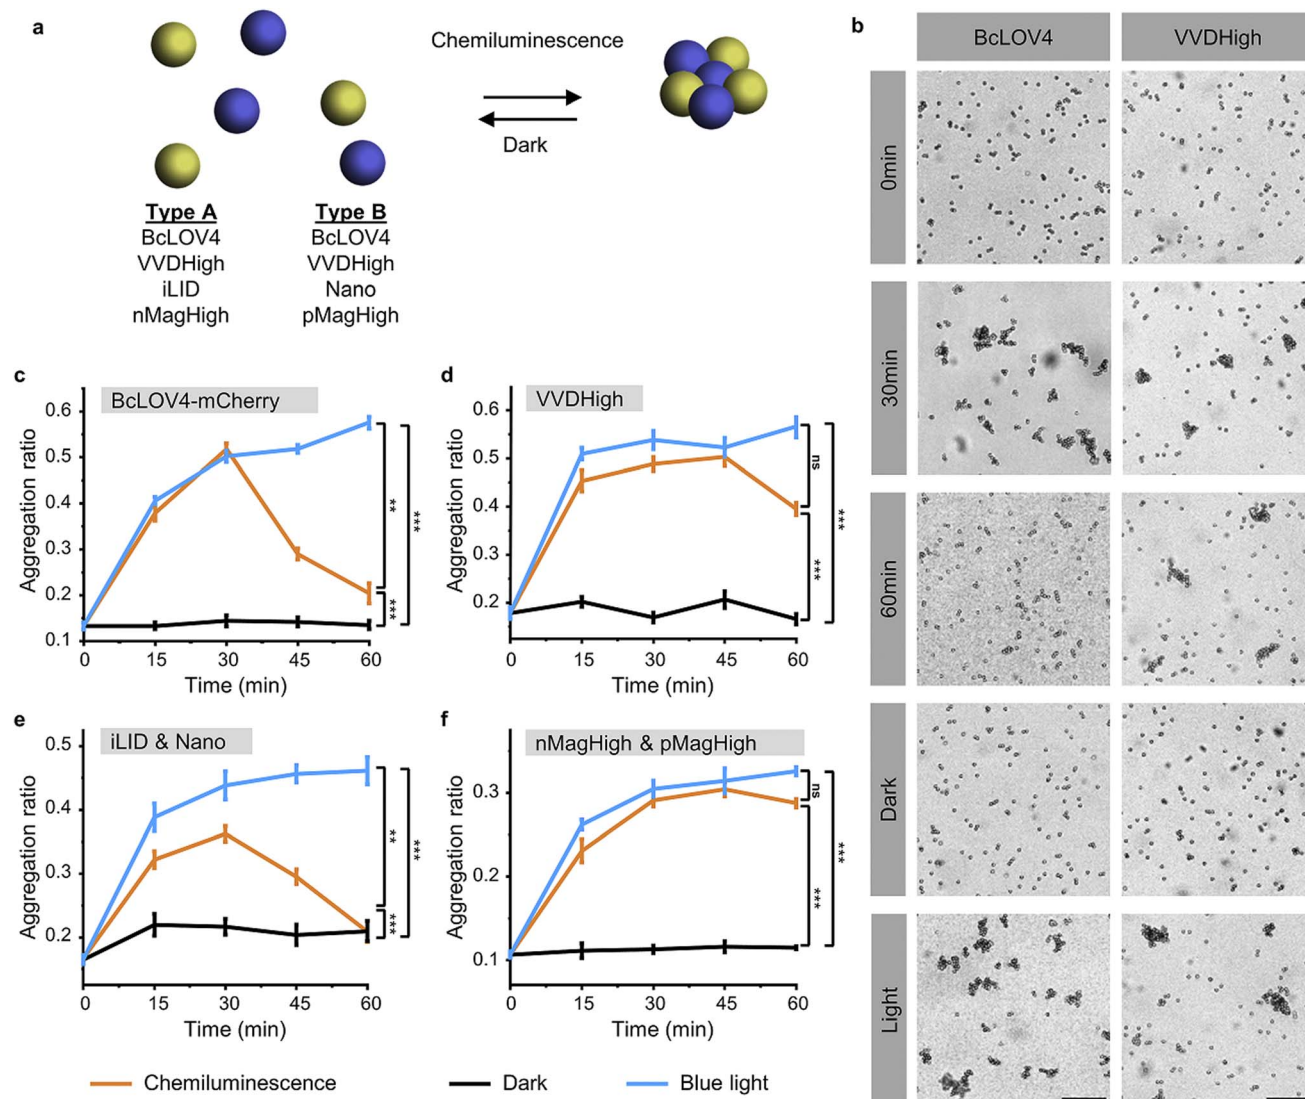 a
Chemiluminescence
Dark
Type A
BcLOV4
VVDHigh
iLID
nMagHigh
Type B
BcLOV4
VVDHigh
Nano
pMagHigh
b
BcLOV4
VVDHigh
0min
30min
60min
Dark
Light
c
BcLOV4-mCherry
Aggregation ratio
0.6
0.5
0.4
0.3
0.2
0.1
0
15
30
45
60
Time (min)
**
***
***
d
VVDHigh
Aggregation ratio
0.6
0.5
0.4
0.3
0.2
0
15
30
45
60
Time (min)
ns
***
***
e
iLID & Nano
Aggregation ratio
0.5
0.4
0.3
0.2
0
15
30
45
60
Time (min)
**
***
***
f
nMagHigh & pMagHigh
Aggregation ratio
0.3
0.2
0.1
0
15
30
45
60
Time (min)
ns
***
***
Chemiluminescence
Dark
Blue light